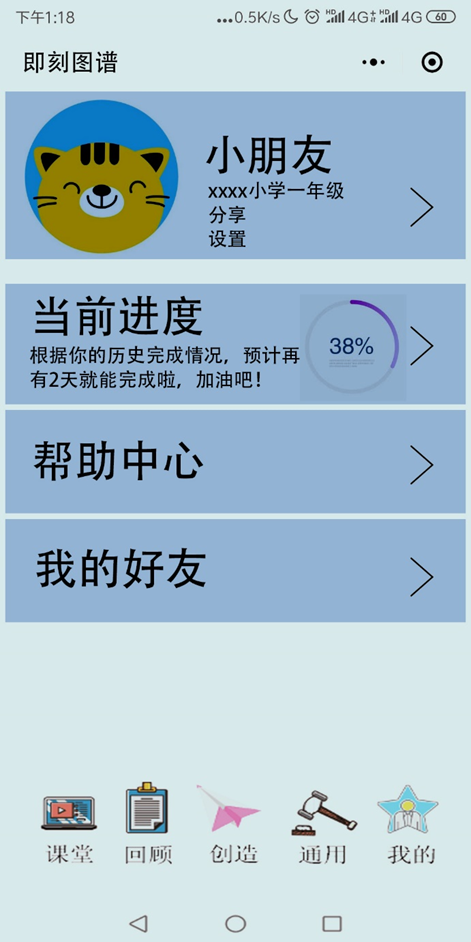 下午1:18
...0.5K/s
HD 4G
HD 4G
60
即刻图谱
小朋友
xxxx小学一年级
分享
设置
当前进度
根据你的历史完成情况，预计再
有2天就能完成啦，加油吧！
38%
帮助中心
我的好友
课堂
回顾
创造
通用
我的